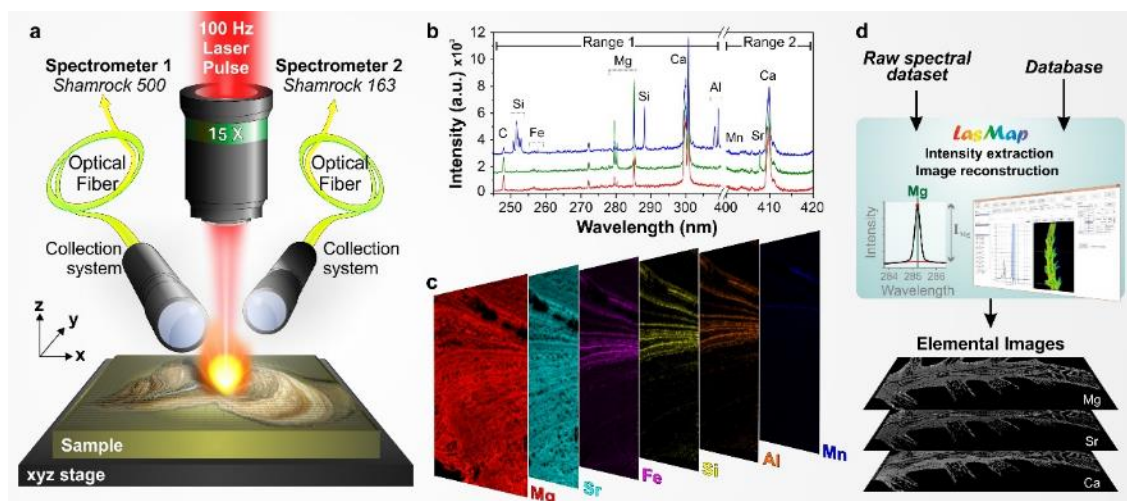 a
100 Hz
Laser
Pulse
Spectrometer 1
Shamrock 500
Spectrometer 2
Shamrock 163
15 X
Optical
Fiber
Optical
Fiber
Collection
system
Collection
system
z
y
x
Sample
xyz stage
b
Intensity (a.u.) x10³
12
10
8
6
4
2
0
Range 1
Range 2
C
Si
Fe
Mg
Si
Ca
Al
Mn
Sr
Ca
250
260
270
280
290
300
400
410
420
Wavelength (nm)
c
Mg
Sr
Fe
Si
Al
Mn
d
Raw spectral
dataset
Database
LasMap
Intensity extraction
Image reconstruction
Mg
Intensity
I Mg
284
285
286
Wavelength
Elemental Images
Mg
Sr
Ca